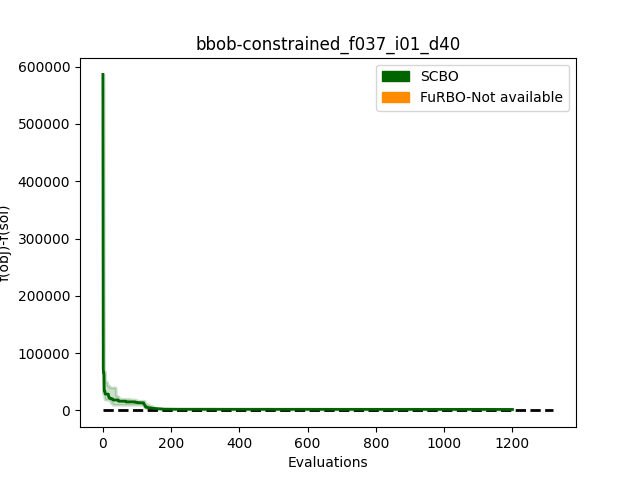 bbob-constrained_f037_i01_d40
SCBO
FuRBO-Not available
600000
500000
400000
300000
200000
100000
0
f(obj)-f(sol)
0 200 400 600 800 1000 1200
Evaluations